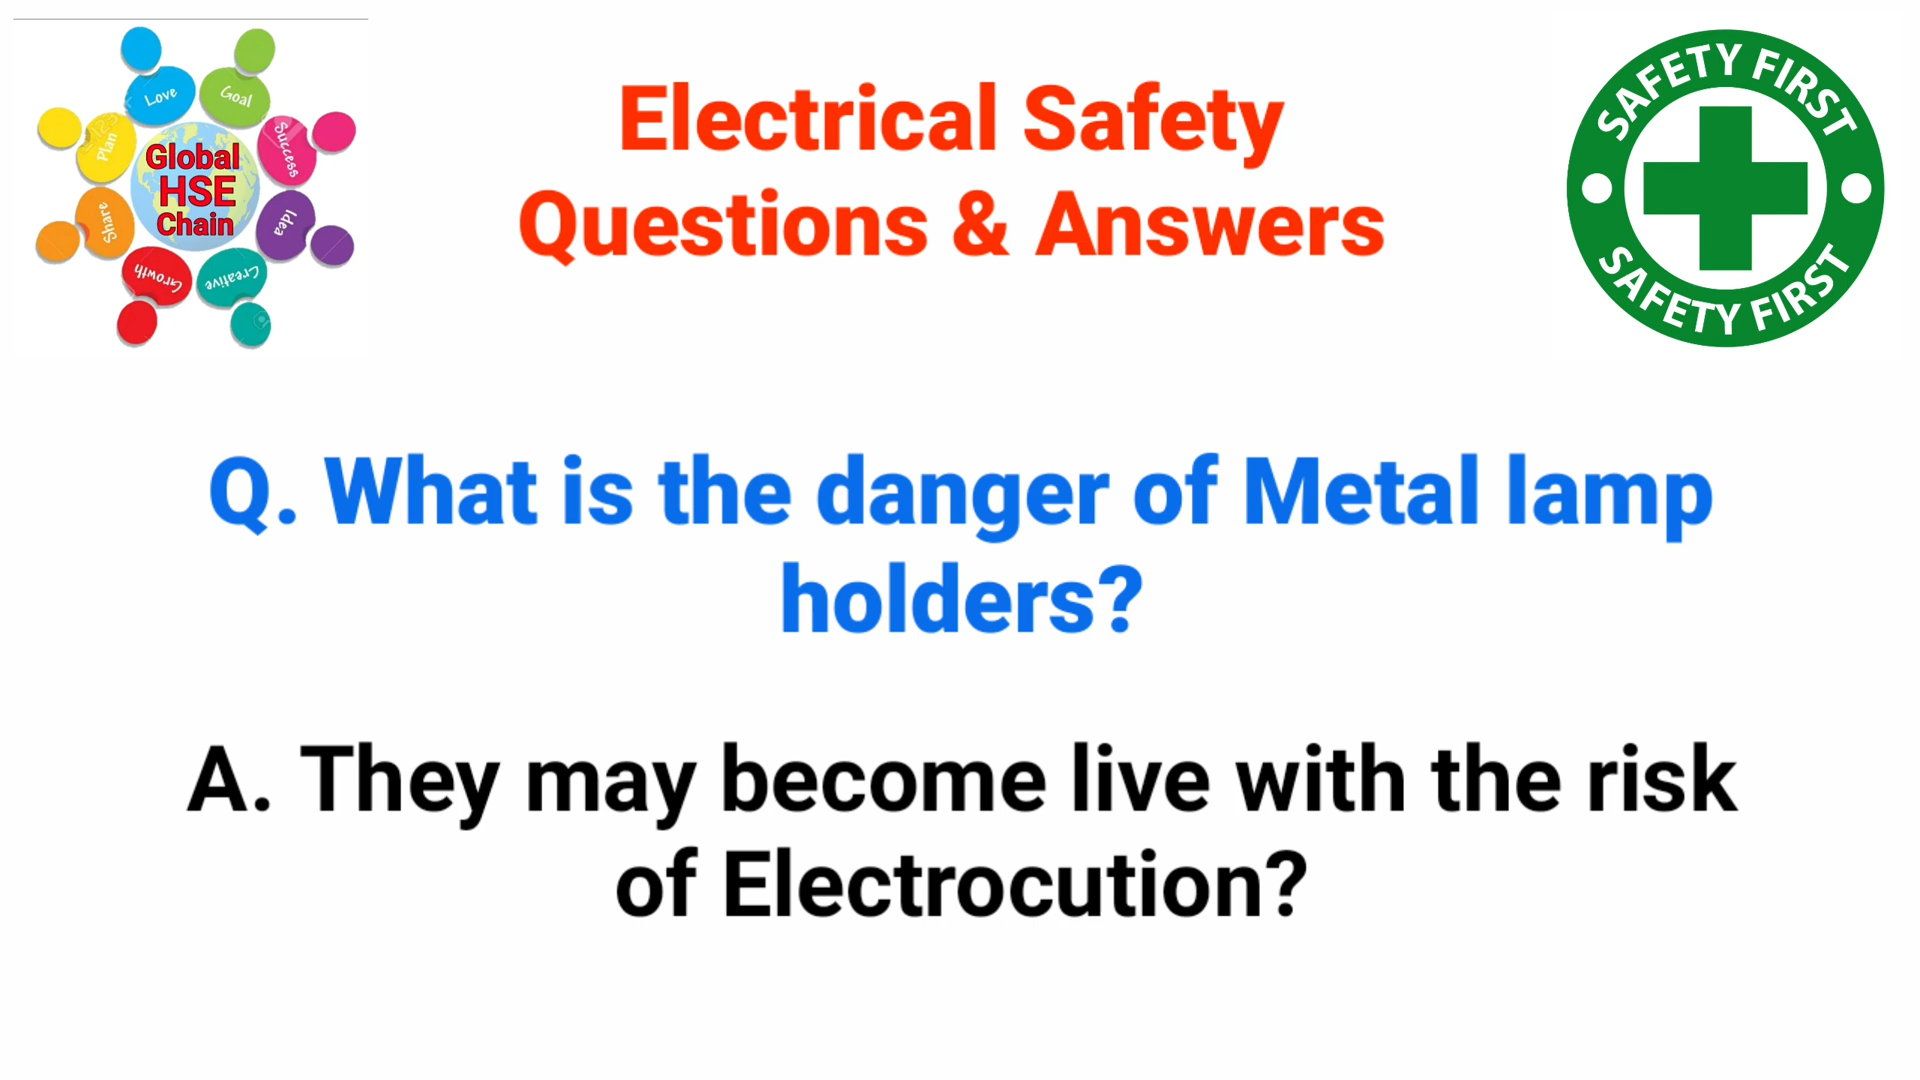 Love
Goal
Plan
Success
Global
HSE
Chain
Share
Idea
Growth
Creative
Electrical Safety
Questions & Answers
SAFETY FIRST
SAFETY FIRST
Q. What is the danger of Metal lamp
holders?
A. They may become live with the risk
of Electrocution?